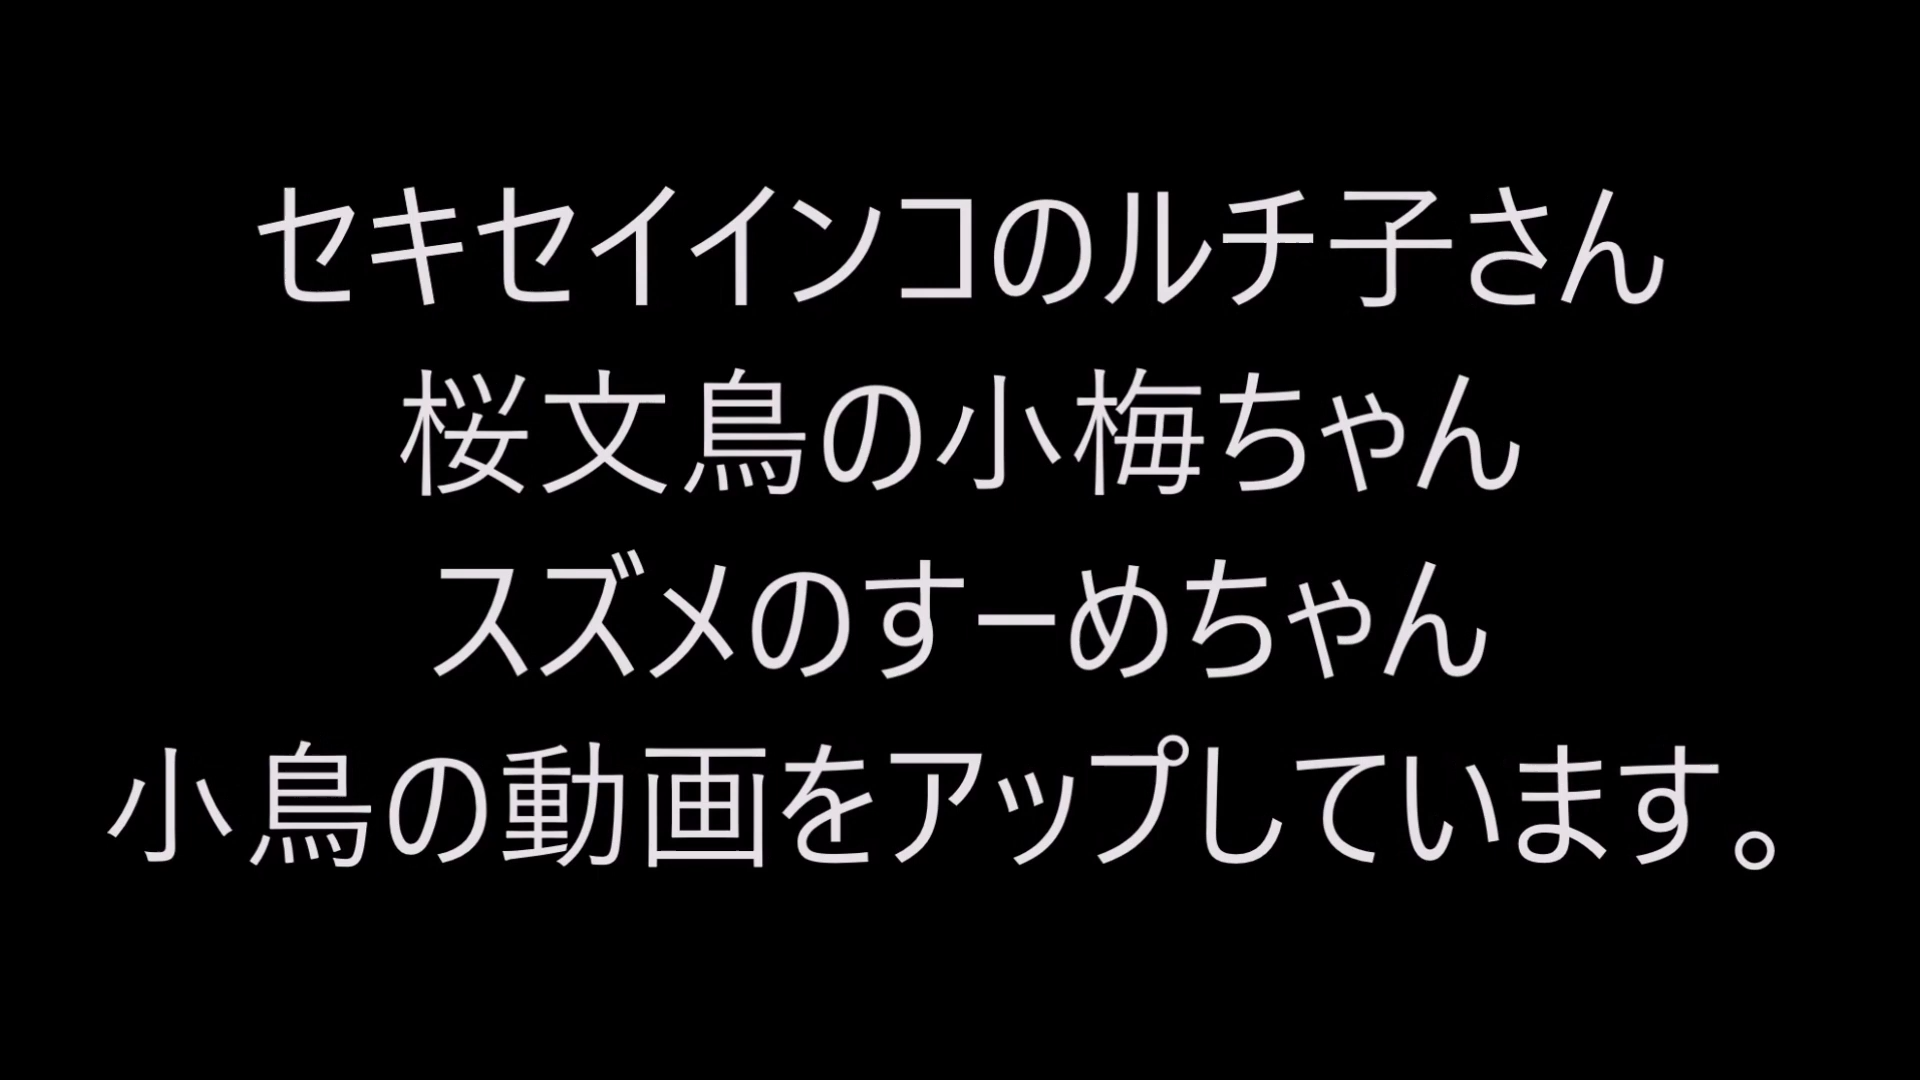 セキセイインコのルチ子さん
桜文鳥の小梅ちゃん
スズメのすーめちゃん
小鳥の動画をアップしています。